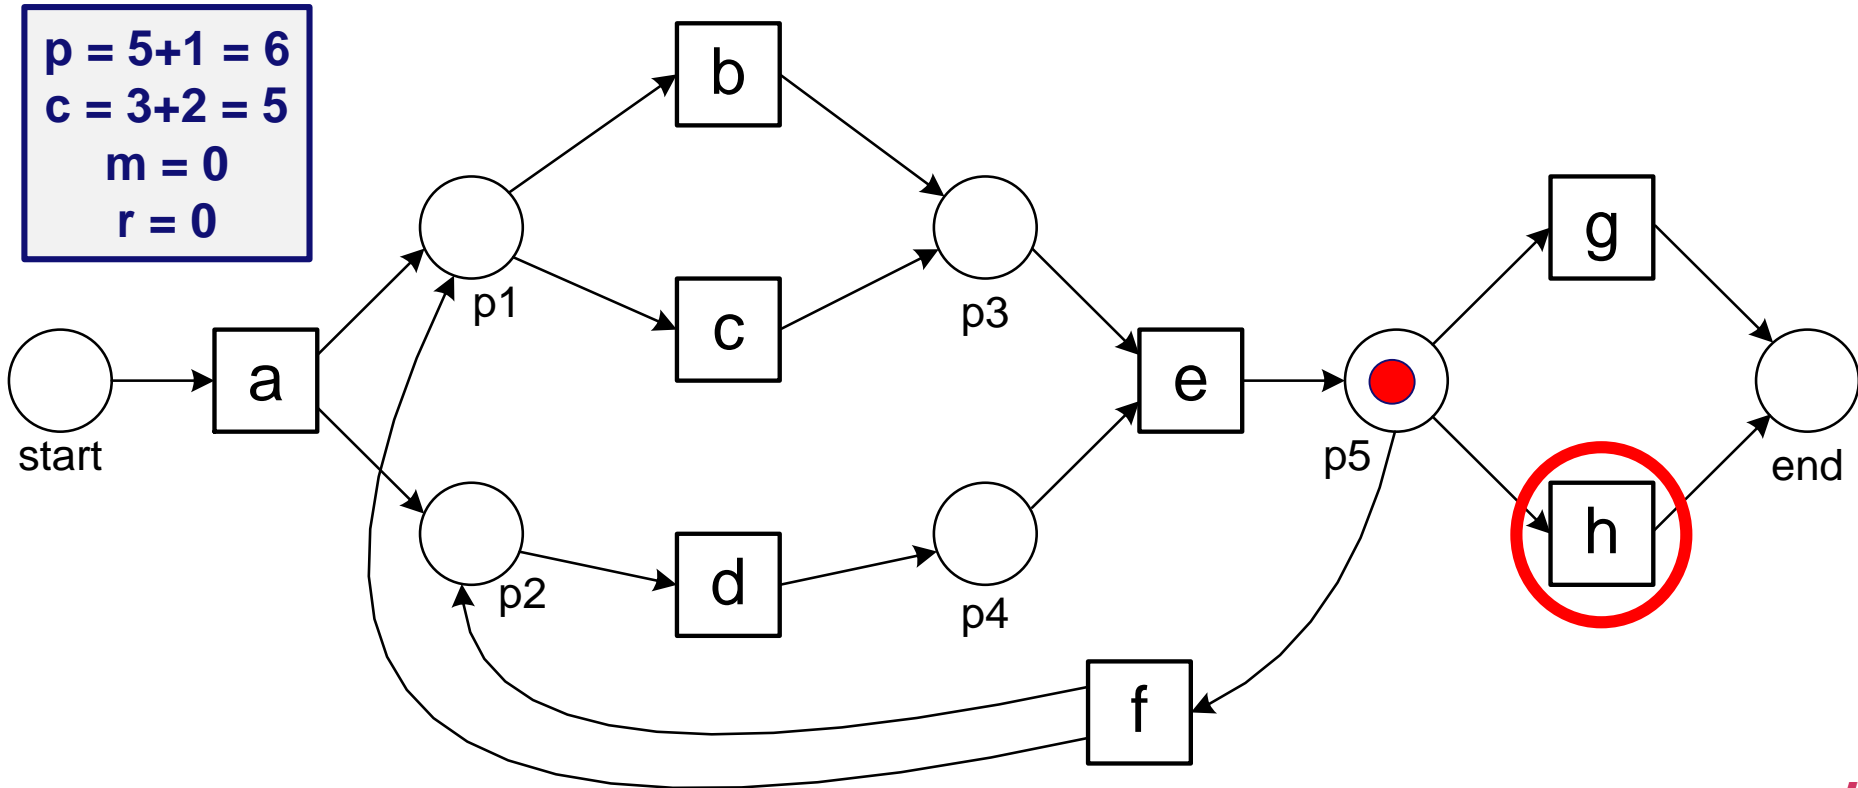 p = 5+1 = 6
c = 3+2 = 5
m = 0
r = 0
b
g
p1
c
p3
start
a
e
p5
end
h
p2
d
p4
f